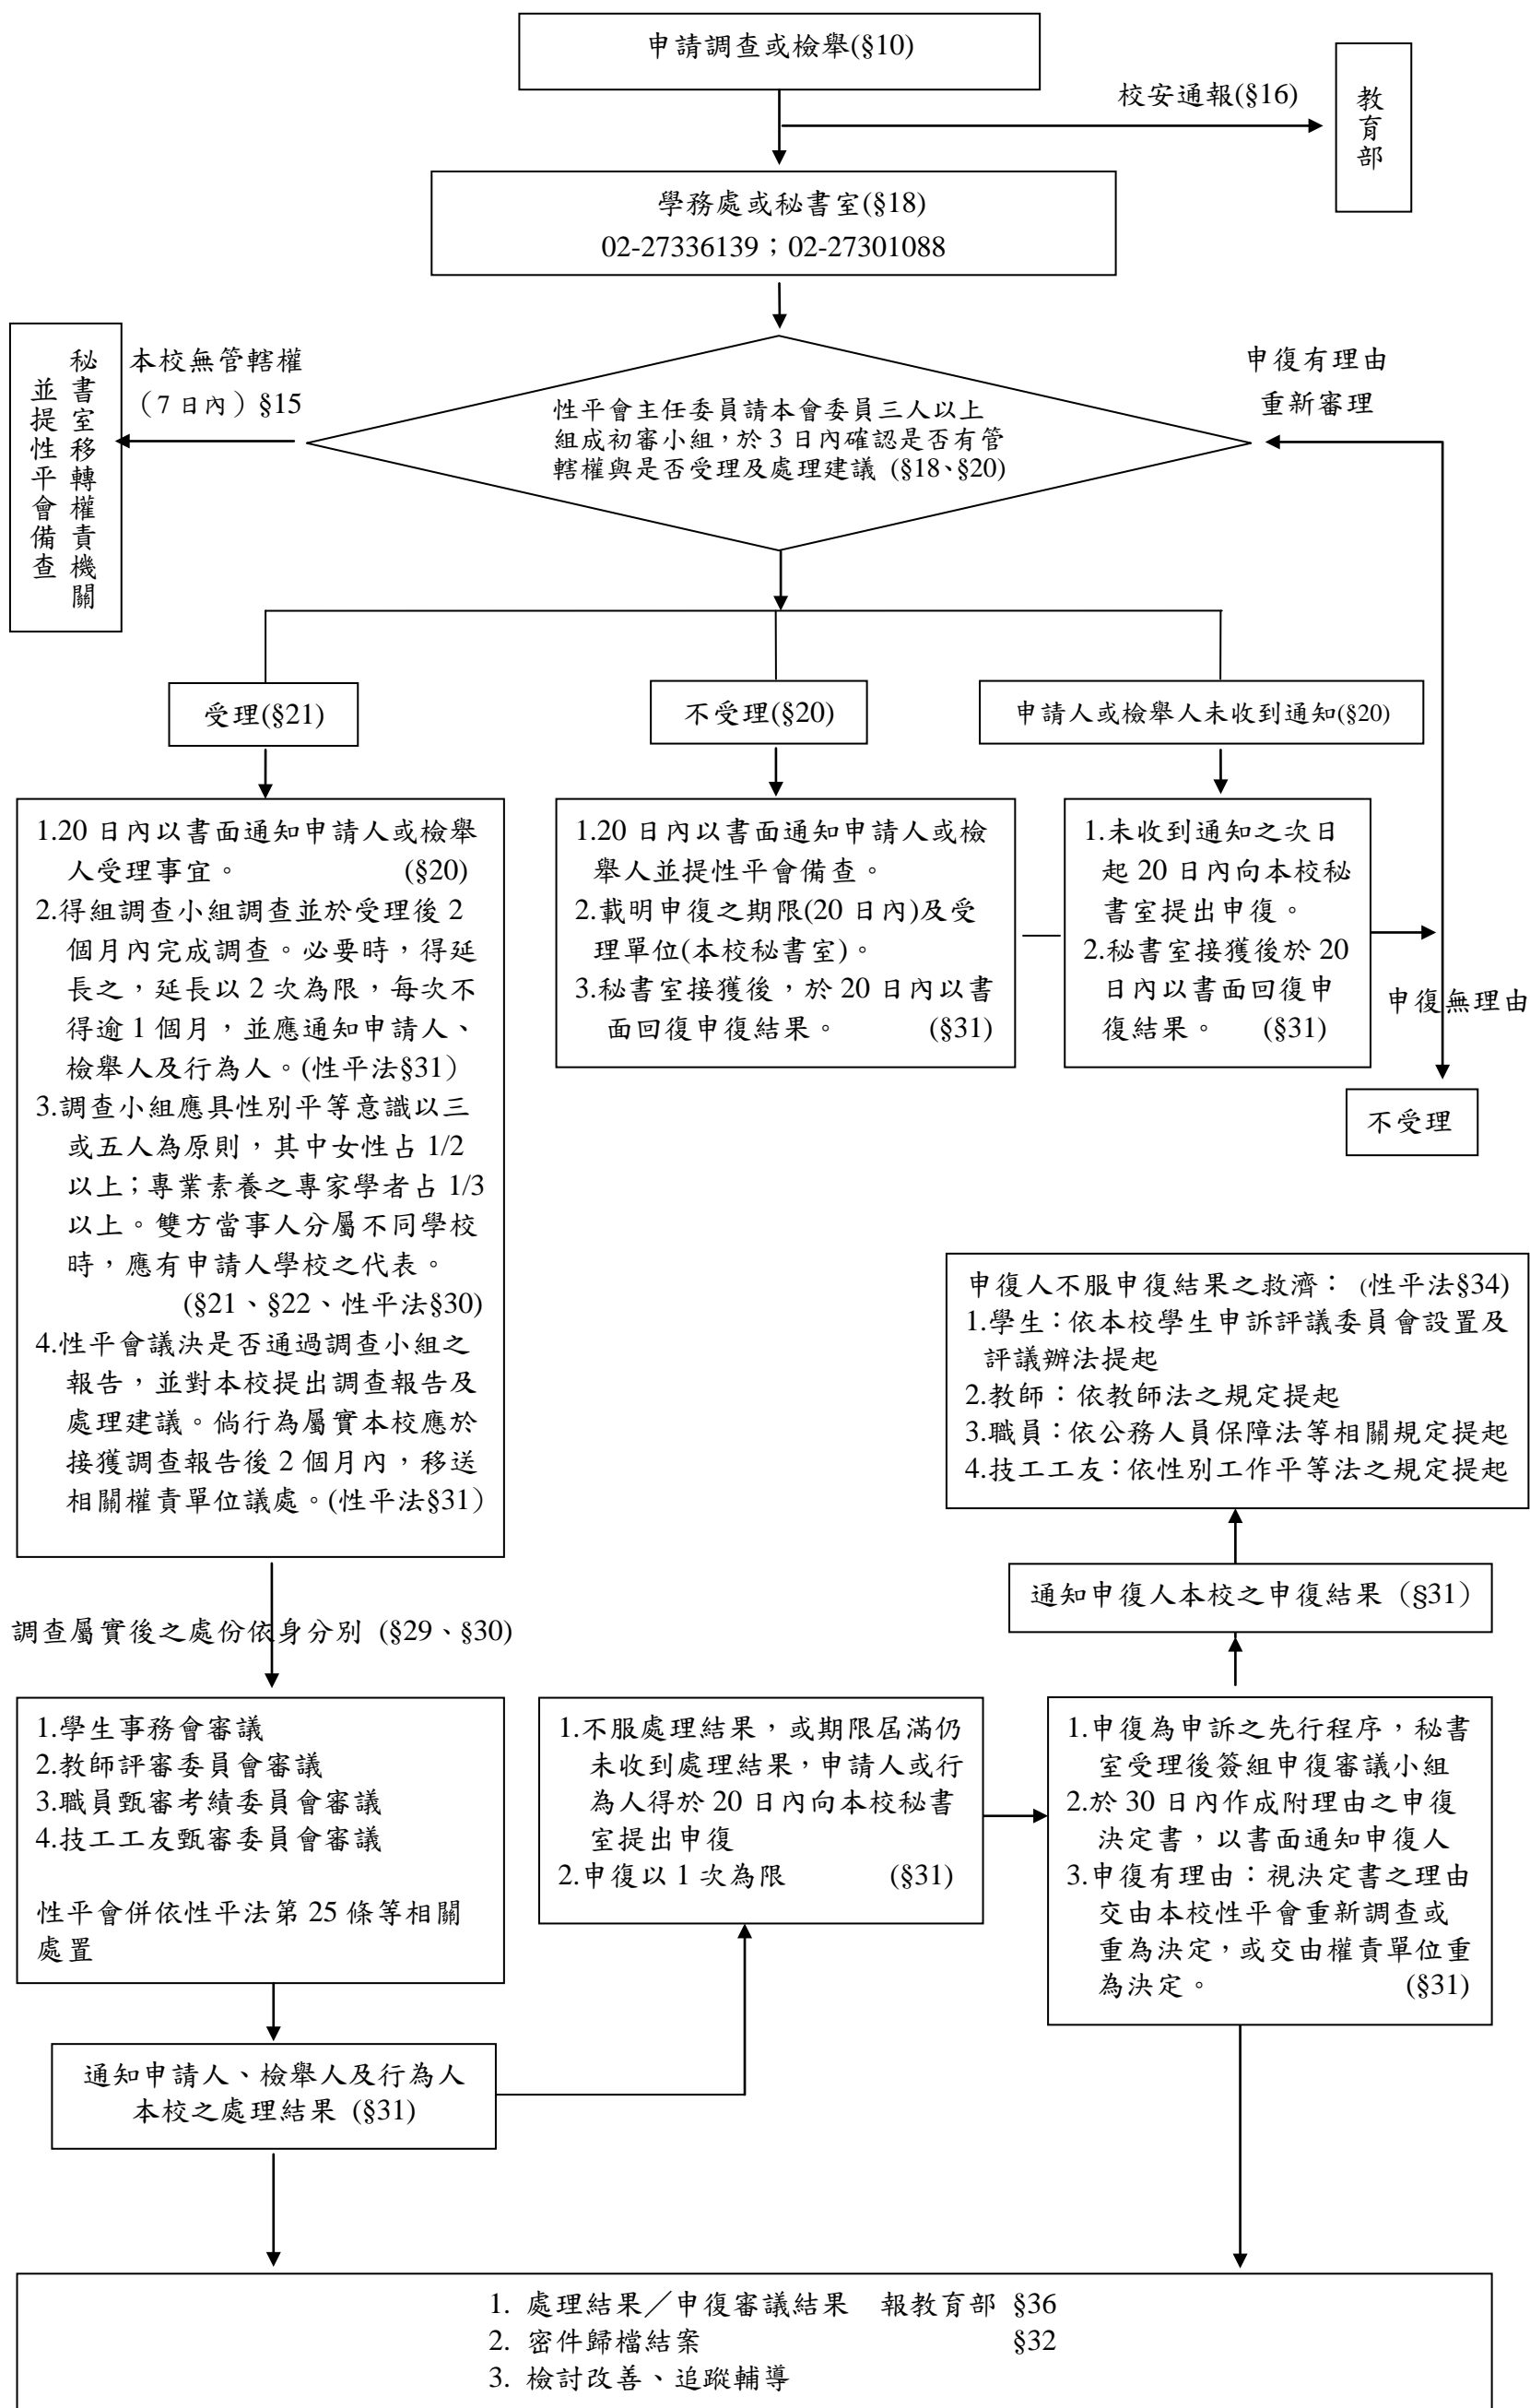 申請調查或檢舉(§10)
校安通報(§16)
教育部
學務處或秘書室(§18)
02-27336139；02-27301088
秘書室移轉權責機關
並提性平會備查
本校無管轄權
（7 日內）§15
性平會主任委員請本會委員三人以上
組成初審小組，於 3 日內確認是否有管
轄權與是否受理及處理建議 (§18、§20)
申復有理由
重新審理
受理(§21)
不受理(§20)
申請人或檢舉人未收到通知(§20)
1.20 日內以書面通知申請人或檢舉
人受理事宜。 (§20)
2.得組調查小組調查並於受理後 2
個月內完成調查。必要時，得延
長之，延長以 2 次為限，每次不
得逾 1 個月，並應通知申請人、
檢舉人及行為人。(性平法§31）
3.調查小組應具性別平等意識以三
或五人為原則，其中女性占 1/2
以上；專業素養之專家學者占 1/3
以上。雙方當事人分屬不同學校
時，應有申請人學校之代表。
(§21、§22、性平法§30)
4.性平會議決是否通過調查小組之
報告，並對本校提出調查報告及
處理建議。倘行為屬實本校應於
接獲調查報告後 2 個月內，移送
相關權責單位議處。(性平法§31）
1.20 日內以書面通知申請人或檢
舉人並提性平會備查。
2.載明申復之期限(20 日內)及受
理單位(本校秘書室)。
3.秘書室接獲後，於 20 日內以書
面回復申復結果。 (§31)
1.未收到通知之次日
起 20 日內向本校秘
書室提出申復。
2.秘書室接獲後於 20
日內以書面回復申
復結果。 (§31)
申復無理由
不受理
申復人不服申復結果之救濟： (性平法§34)
1.學生：依本校學生申訴評議委員會設置及
評議辦法提起
2.教師：依教師法之規定提起
3.職員：依公務人員保障法等相關規定提起
4.技工工友：依性別工作平等法之規定提起
通知申復人本校之申復結果（§31）
調查屬實後之處份依身分別 (§29、§30)
1.學生事務會審議
2.教師評審委員會審議
3.職員甄審考績委員會審議
4.技工工友甄審委員會審議
性平會併依性平法第 25 條等相關
處置
1.不服處理結果，或期限屆滿仍
未收到處理結果，申請人或行
為人得於 20 日內向本校秘書
室提出申復
2.申復以 1 次為限 (§31)
1.申復為申訴之先行程序，秘書
室受理後簽組申復審議小組
2.於 30 日內作成附理由之申復
決定書，以書面通知申復人
3.申復有理由：視決定書之理由
交由本校性平會重新調查或
重為決定，或交由權責單位重
為決定。 (§31)
通知申請人、檢舉人及行為人
本校之處理結果 (§31)
1. 處理結果／申復審議結果 報教育部 §36
2. 密件歸檔結案 §32
3. 檢討改善、追蹤輔導